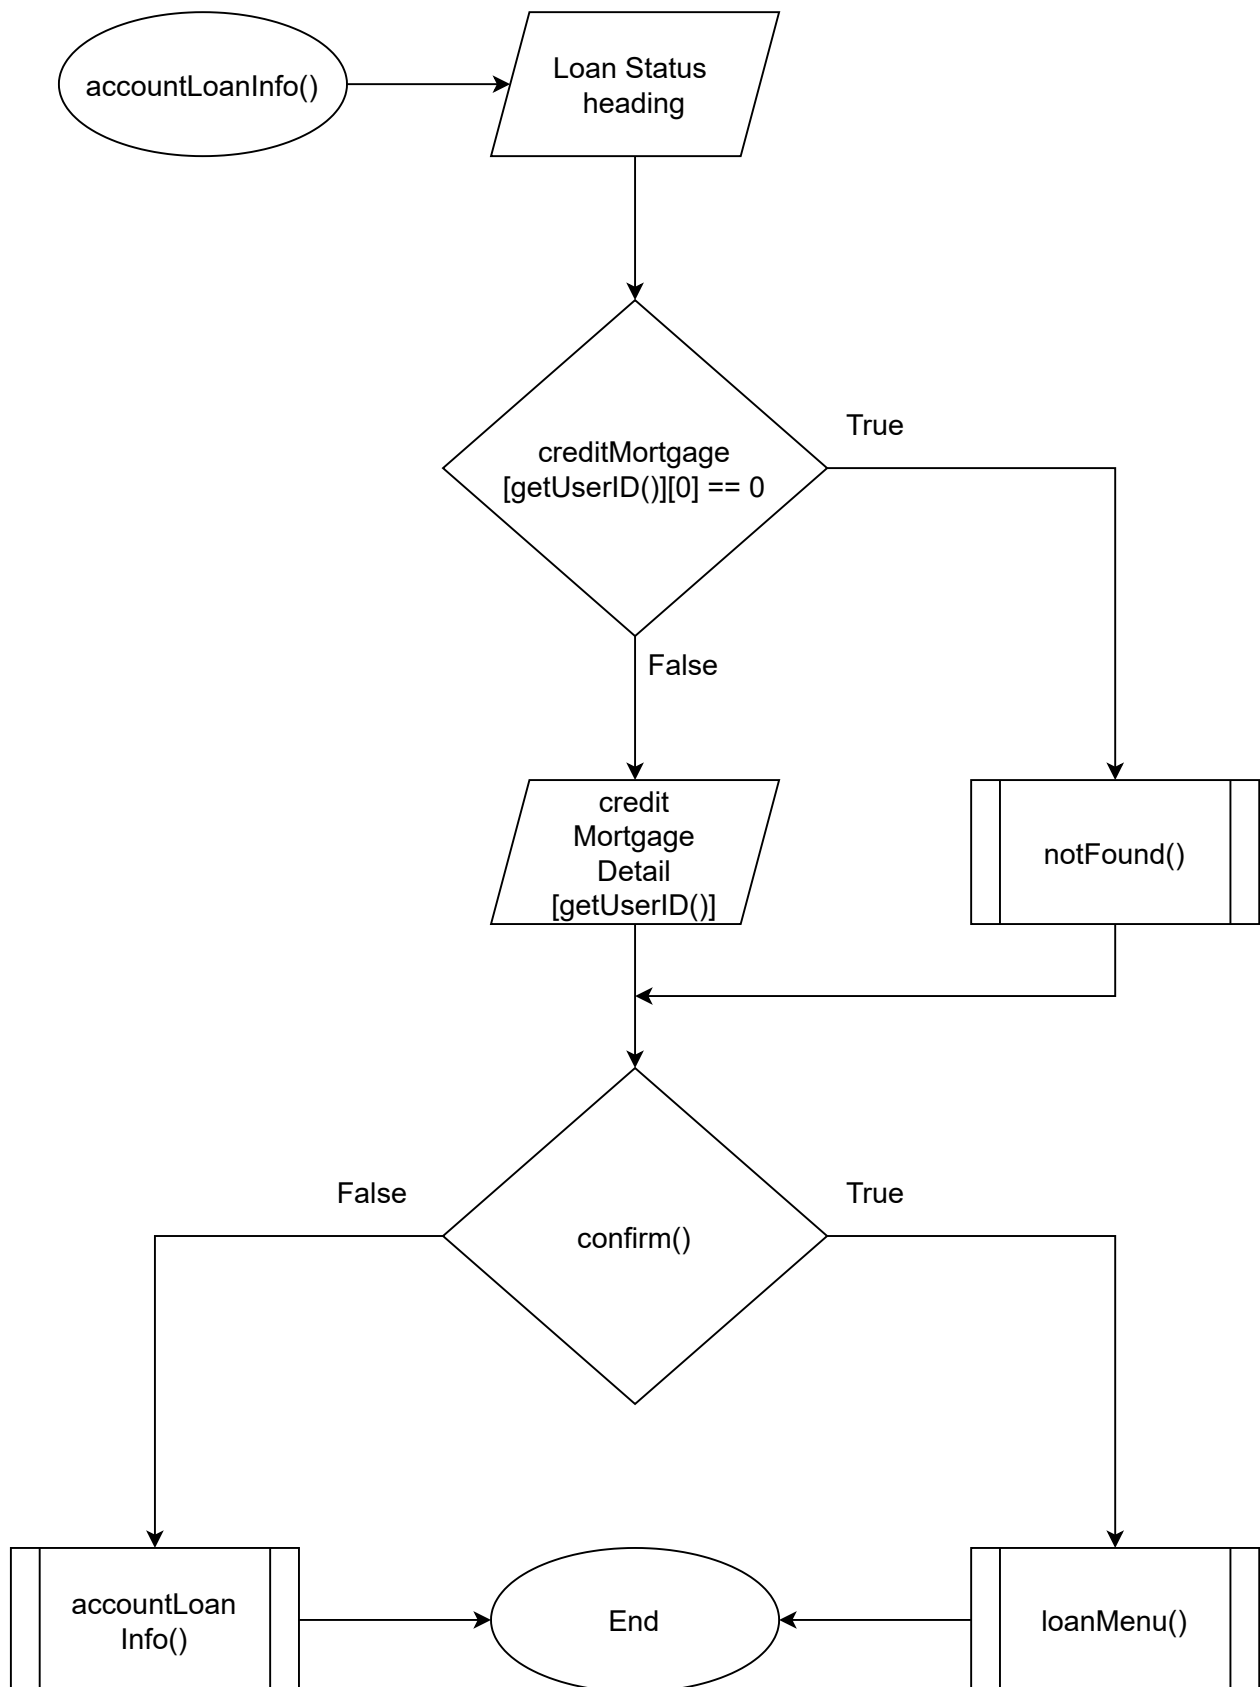 accountLoanInfo()
Loan Status
heading
True
creditMortgage
[getUserID()][0] == 0
False
credit
Mortgage
Detail
[getUserID()]
notFound()
False
True
confirm()
accountLoan
Info()
End
loanMenu()